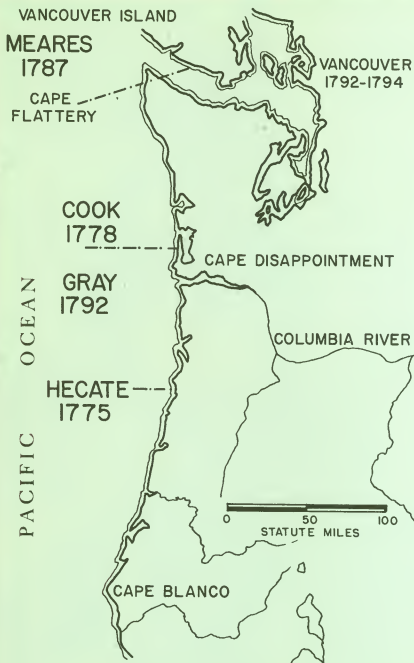 VANCOUVER ISLAND
MEARES
1787
VANCOUVER
1792-1794
CAPE
FLATTERY
COOK
1778
CAPE DISAPPOINTMENT
GRAY
1792
COLUMBIA RIVER
HECATE
1775
PACIFIC OCEAN
0 50 100
STATUTE MILES
CAPE BLANCO